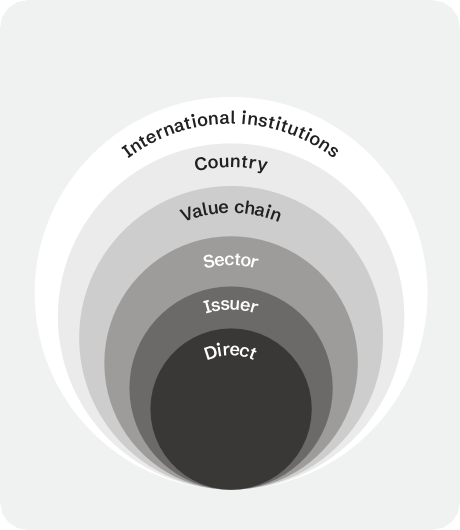 International institutions
Country
Value chain
Sector
Issuer
Direct